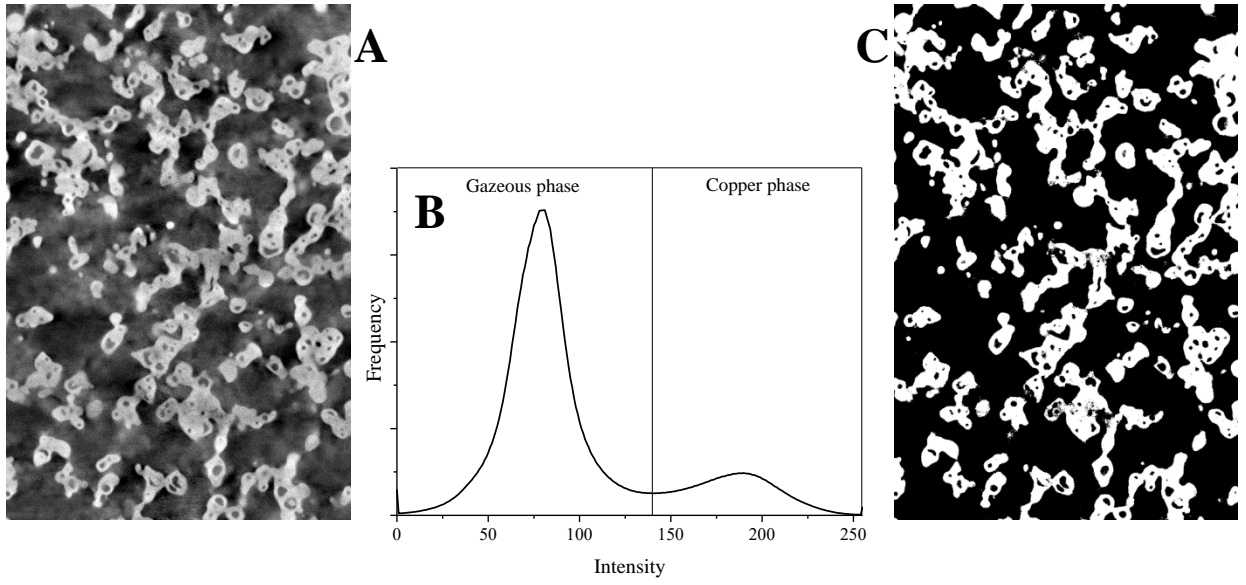 A
C
Gazeous phase
Copper phase
B
Frequency
0
50
100
150
200
250
Intensity